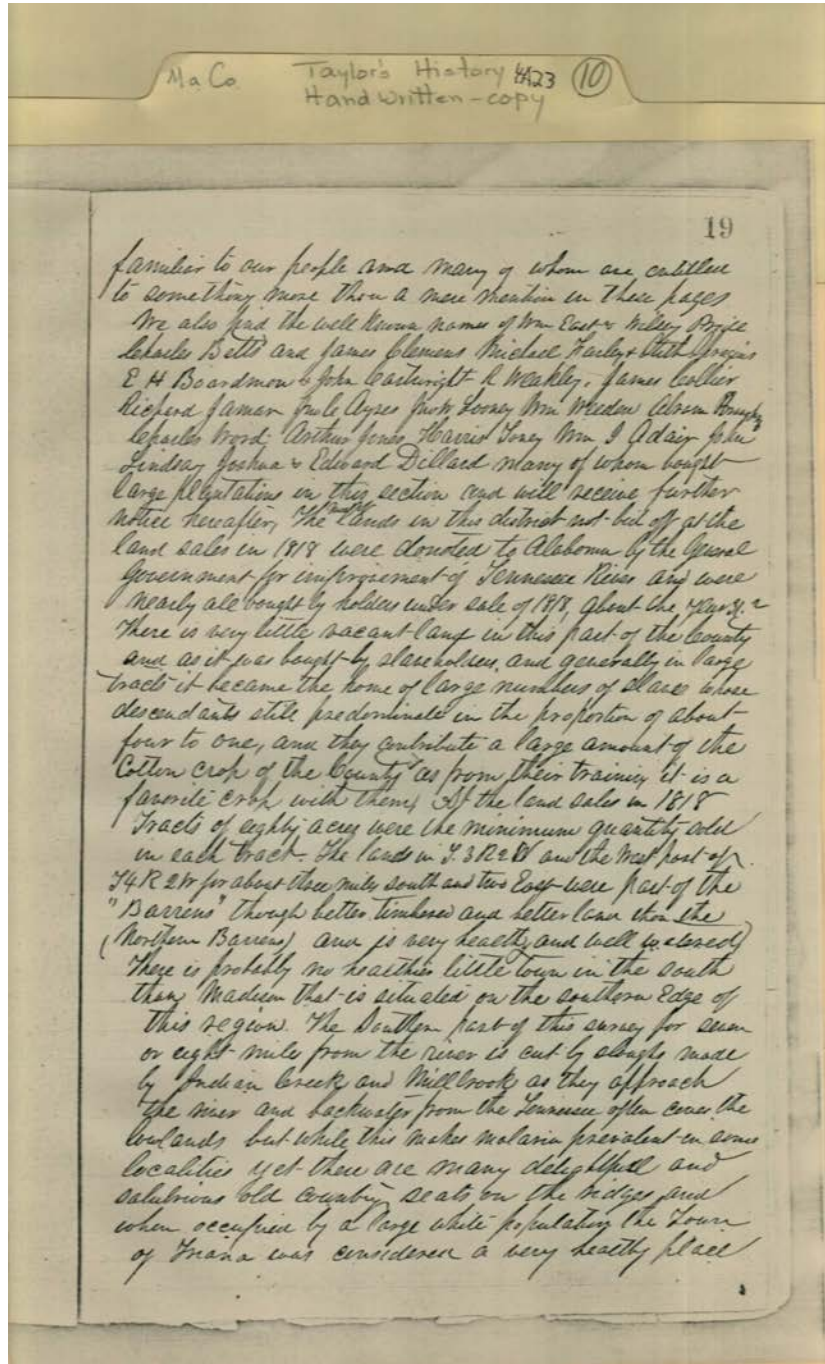 Ma Co Taylor's History 4A23 10
Handwritten-copy
19
familiar to our people and many of whom are entitled
to something more than a mere mention in these pages
We also find the well known names of Wm East &
Charles Betts and James Clemens Michael Harley &
E H Boardman & John Cartwright R Weakley, James Collier
Richard Jamar Ayres Looney Wm Weeden Abram
Charles Word; Arthur Jones, Harris Toney Wm I Adair John
Lindsay Joshua & Edward Dillard many of whom bought
large plantations in this section and will receive further
notice hereafter, The lands in this district not bid off at the
land sales in 1818 were donated to Alabama by the General
Government for improvement of Tennessee River and were
nearly all bought by holders under sale of 1818, about the year
There is very little vacant land in this part of the County
and as it was bought by slaveholders, and generally in large
tracts it became the home of large numbers of slaves whose
descendants still predominate in the proportion of about
four to one, and they contribute a large amount of the
Cotton crop of the County as from their training it is a
favorite crop with them, At the land sales in 1818
Tracts of eighty acres were the minimum quantity sold
in each tract. The lands in T. 3 R 2 W and the West part of
T4 R 2W for about three miles south and two East were part of the
"Barrens" though better timbered and better land than the
(Northern Barrens) and is very healthy and well watered
There is probably no healthier little town in the south
than Madison that is situated on the southern Edge of
this region. The Southern part of this survey for seven
or eight miles from the river is cut by sloughs made
by Indian Creek and Millbrook as they approach
the river and backwater from the Tennessee often cover the
lowlands but while this makes malaria prevalent in some
localities yet there are many delightfull and
salubrious old country seats on the ridges and
when occupied by a large white population the Town
of Triana was considered a very healthy place